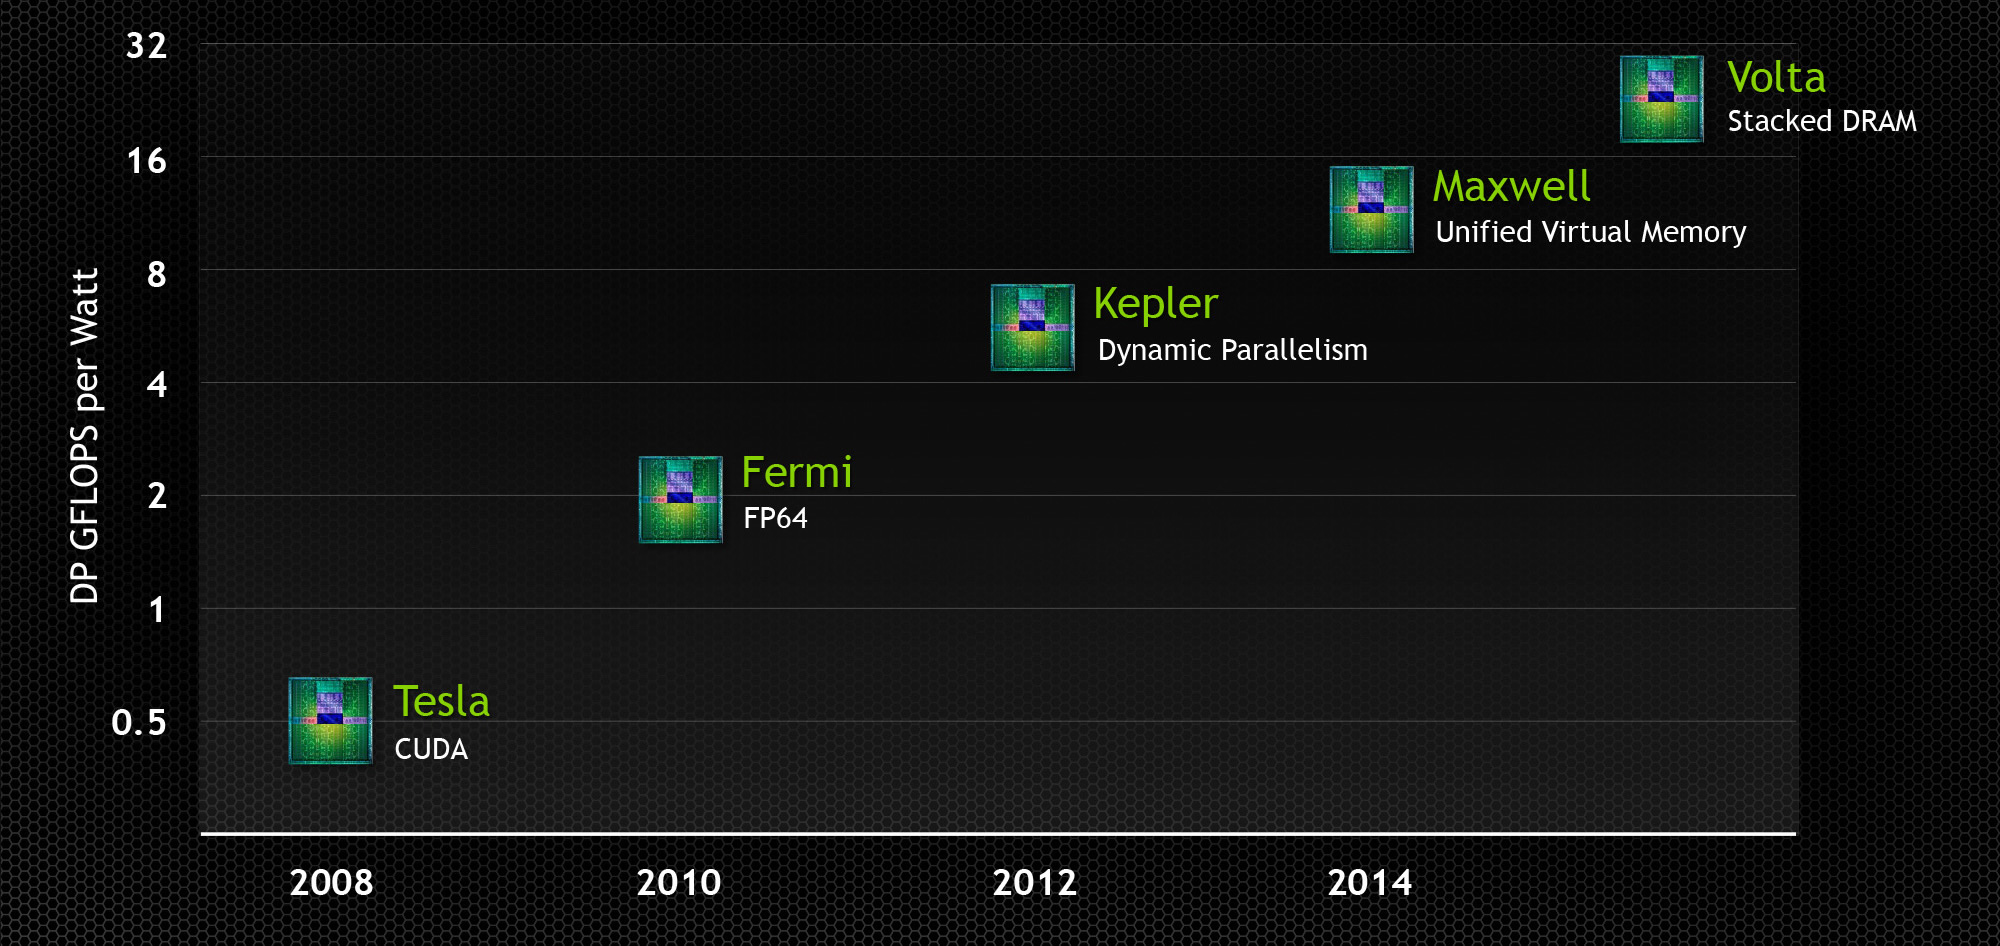 32
Volta
Stacked DRAM
16
Maxwell
Unified Virtual Memory
8
Kepler
Dynamic Parallelism
4
DP GFLOPS per Watt
Fermi
2
FP64
1
Tesla
0.5
CUDA
2008 2010 2012 2014